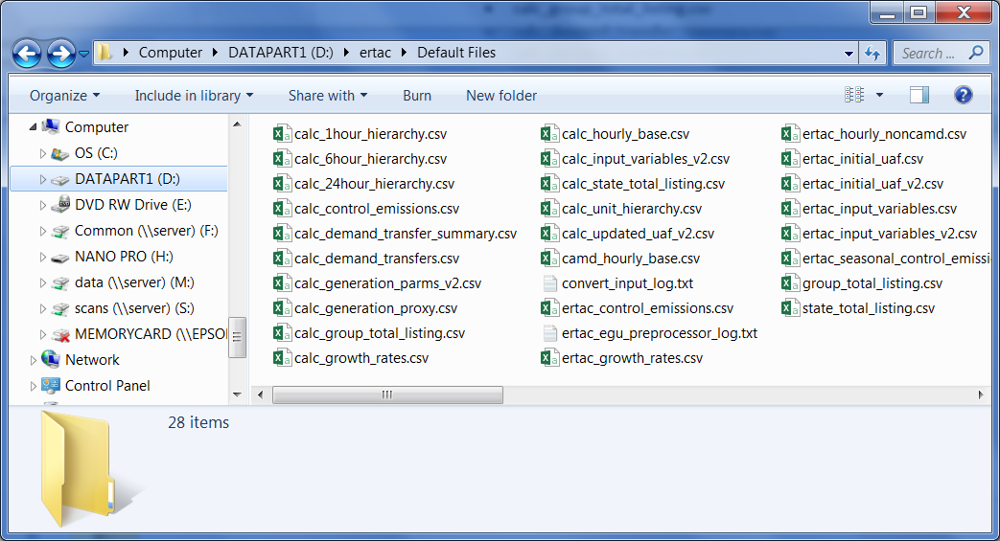 calc_group_total_listing.csv
Computer
DATAPART1 (D:)
ertac
Default Files
Search ...
Organize
Include in library
Share with
Burn
New folder
Computer
OS (C:)
DATAPART1 (D:)
DVD RW Drive (E:)
Common (\\server) (F:)
NANO PRO (H:)
data (\\server) (M:)
scans (\\server) (S:)
MEMORYCARD (\\EPSO
Network
Control Panel
calc_1hour_hierarchy.csv
calc_6hour_hierarchy.csv
calc_24hour_hierarchy.csv
calc_control_emissions.csv
calc_demand_transfer_summary.csv
calc_demand_transfers.csv
calc_generation_parms_v2.csv
calc_generation_proxy.csv
calc_group_total_listing.csv
calc_growth_rates.csv
calc_hourly_base.csv
calc_input_variables_v2.csv
calc_state_total_listing.csv
calc_unit_hierarchy.csv
calc_updated_uaf_v2.csv
camd_hourly_base.csv
convert_input_log.txt
ertac_control_emissions.csv
ertac_egu_preprocessor_log.txt
ertac_growth_rates.csv
ertac_hourly_noncamd.csv
ertac_initial_uaf.csv
ertac_initial_uaf_v2.csv
ertac_input_variables.csv
ertac_input_variables_v2.csv
ertac_seasonal_control_emissi
group_total_listing.csv
state_total_listing.csv
28 items